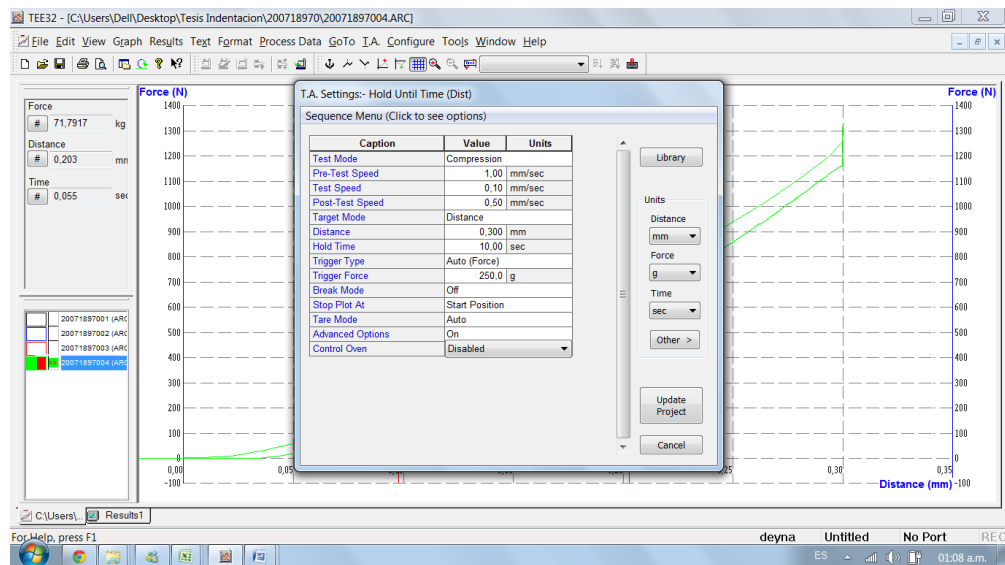 TEE32 - [C:\Users\Dell\Desktop\Tesis Indentacion\200718970\20071897004.ARC]
File Edit View Graph Results Text Format Process Data GoTo T.A. Configure Tools Window Help
Force
# 71,7917 kg
Distance
# 0,203 mm
Time
# 0,055 sec
20071897001 (ARC
20071897002 (ARC
20071897003 (ARC
20071897004 (ARC
Force (N)
1400
1300
1200
1100
1000
900
800
700
600
500
400
300
200
100
0
-100
0,00 0,05
T.A. Settings:- Hold Until Time (Dist)
Sequence Menu (Click to see options)
Caption Value Units
Test Mode Compression
Pre-Test Speed 1,00 mm/sec
Test Speed 0,10 mm/sec
Post-Test Speed 0,50 mm/sec
Target Mode Distance
Distance 0,300 mm
Hold Time 10,00 sec
Trigger Type Auto (Force)
Trigger Force 250,0 g
Break Mode Off
Stop Plot At Start Position
Tare Mode Auto
Advanced Options On
Control Oven Disabled
Library
Units
Distance
mm
Force
g
Time
sec
Other >
Update
Project
Cancel
Force (N)
1400
1300
1200
1100
1000
900
800
700
600
500
400
300
200
100
0
-100
25 0,30 0,35
Distance (mm)
C:\Users\... Results1
For Help, press F1 deyna Untitled No Port REC
ES 01:08 a.m.